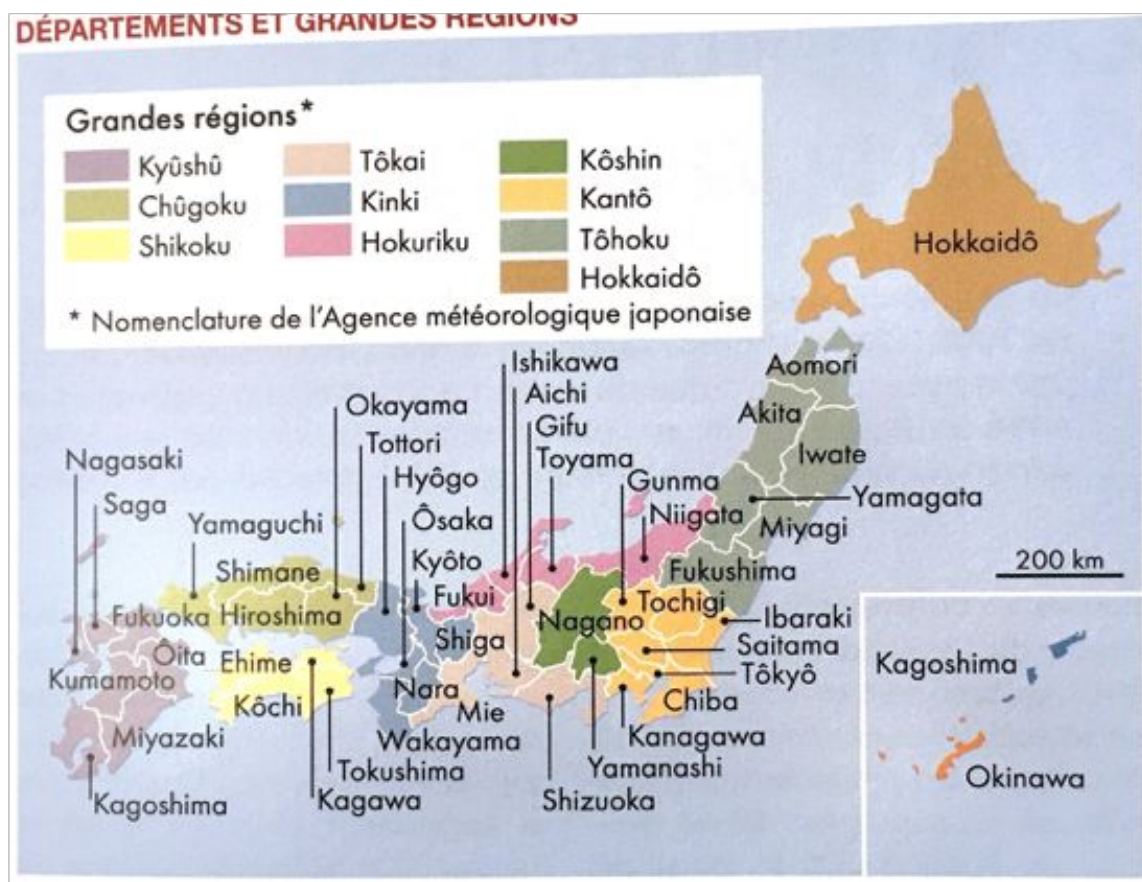 DÉPARTEMENTS ET GRANDES RÉGIONS
Grandes régions*
Kyûshû
Chûgoku
Shikoku
Tôkai
Kinki
Hokuriku
Kôshin
Kantô
Tôhoku
Hokkaidô
* Nomenclature de l'Agence météorologique japonaise
Hokkaidô
Ishikawa
Aichi
Gifu
Toyama
Aomori
Akita
Iwate
Okayama
Tottori
Hyôgo
Ôsaka
Kyôto
Fukui
Nagasaki
Saga
Yamaguchi
Shimane
Gunma
Niigata
Yamagata
Miyagi
Fukushima
200 km
Fukuoka
Hiroshima
Shiga
Nagano
Tochigi
Ibaraki
Saitama
Tôkyô
Chiba
Ôita
Ehime
Kumamoto
Kôchi
Nara
Mie
Wakayama
Kanagawa
Yamanashi
Miyazaki
Tokushima
Kagoshima
Kagawa
Shizuoka
Kagoshima
Okinawa